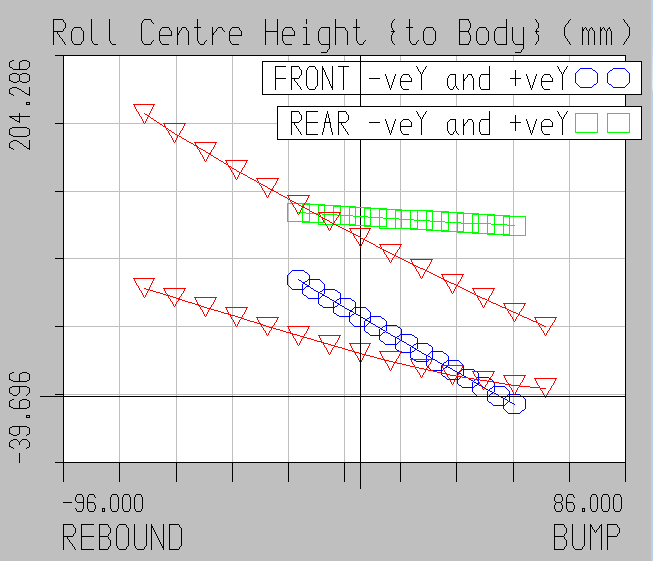 Roll Centre Height {to Body} (mm)
204.286
FRONT -veY and +veY
REAR -veY and +veY
-39.696
-96.000 86.000
REBOUND BUMP